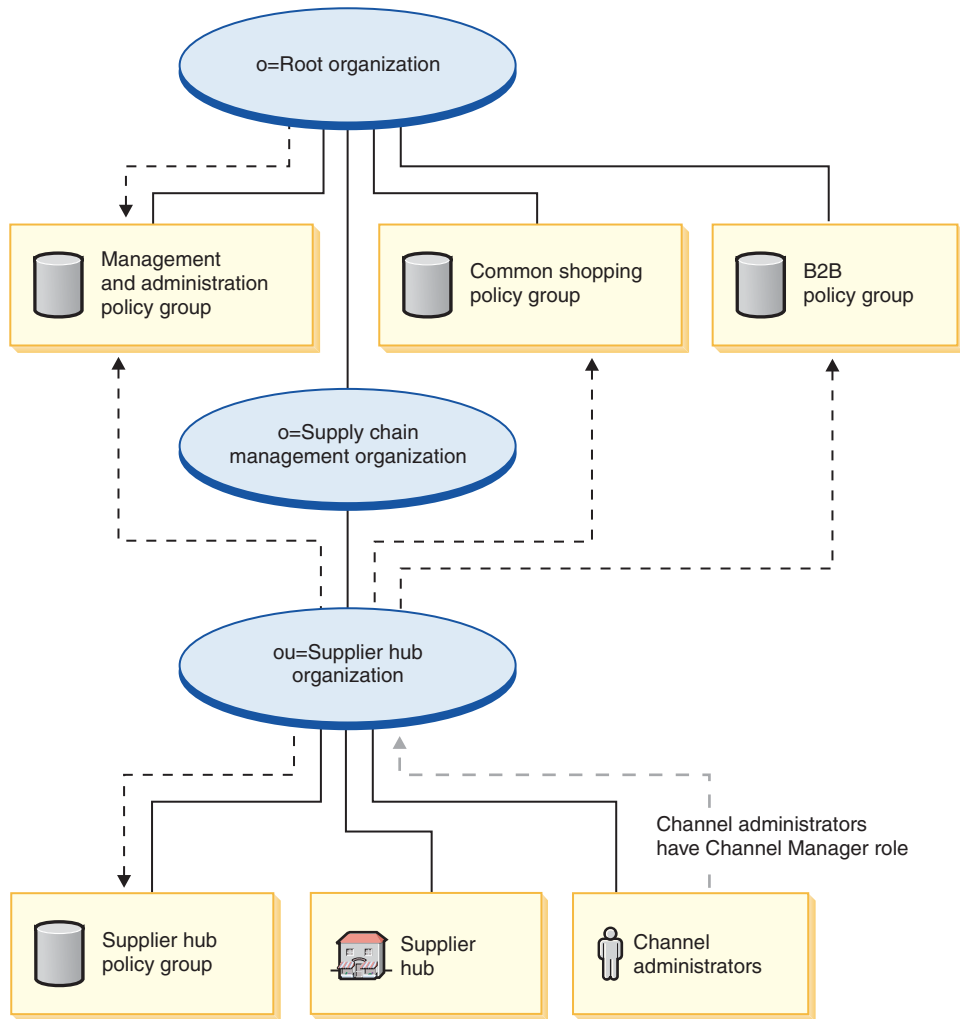 o=Root organization
Management
and administration
policy group
Common shopping
policy group
B2B
policy group
o=Supply chain
management organization
ou=Supplier hub
organization
Channel administrators
have Channel Manager role
Supplier hub
policy group
Supplier
hub
Channel
administrators